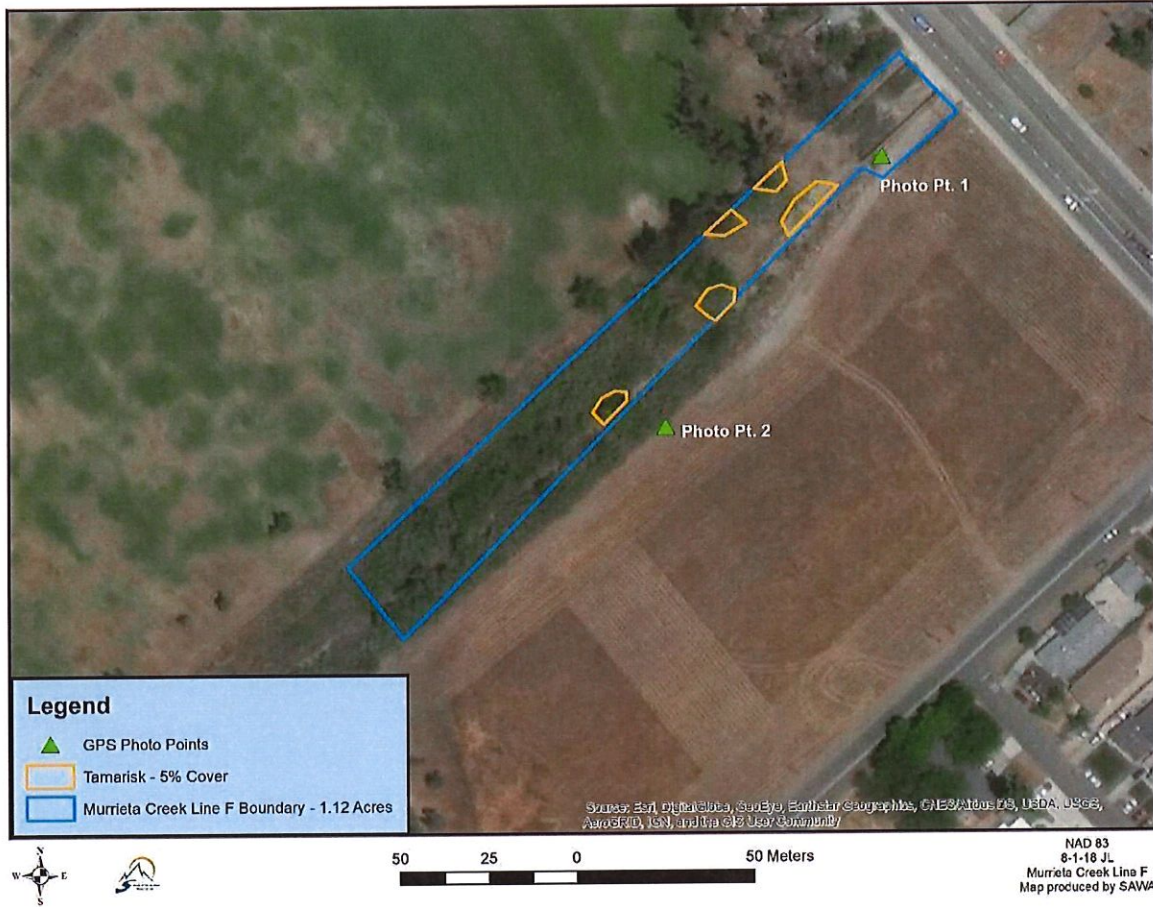 Photo Pt. 1
Photo Pt. 2
Legend
GPS Photo Points
Tamarisk - 5% Cover
Murrieta Creek Line F Boundary - 1.12 Acres
Source: Esri, DigitalGlobe, GeoEye, Earthstar Geographics, CNES/Airbus DS, USDA, USGS,
AeroGRID, IGN, and the GIS User Community
N
W E
S
50 25 0 50 Meters
NAD 83
8-1-18 JL
Murrieta Creek Line F
Map produced by SAWA